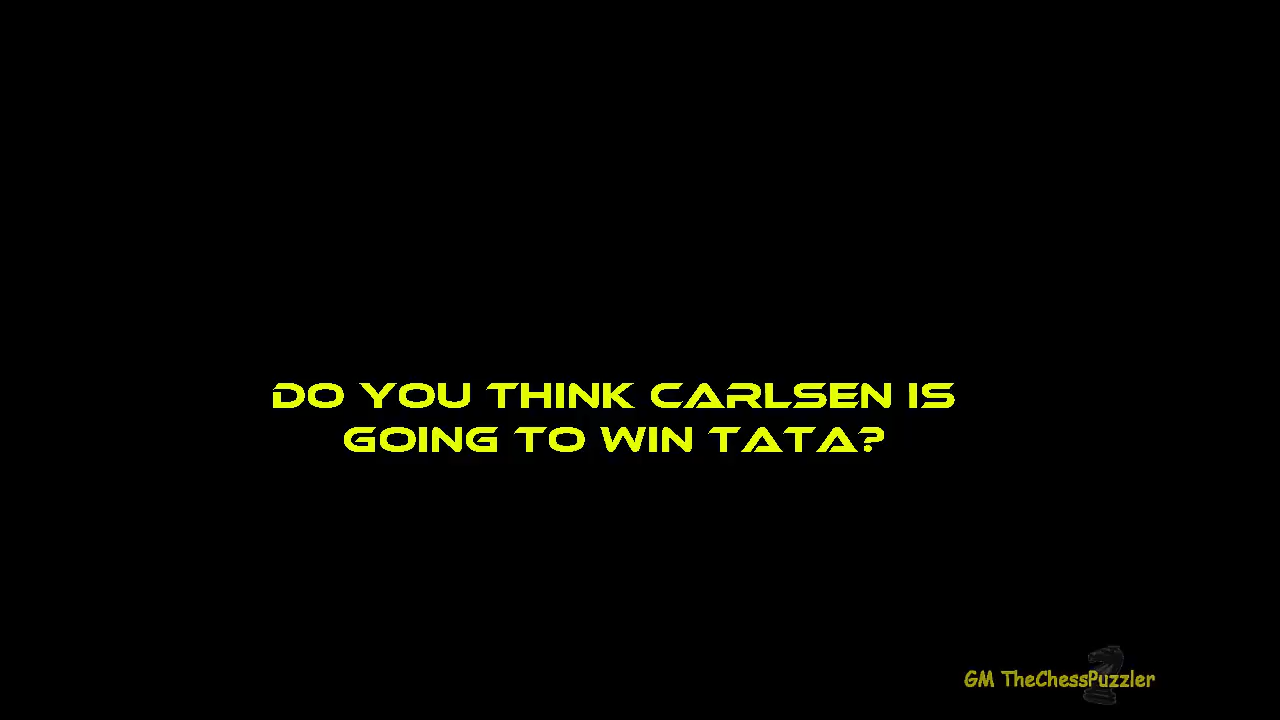 DO YOU THINK CARLSEN IS
GOING TO WIN TATA?
GM TheChessPuzzler